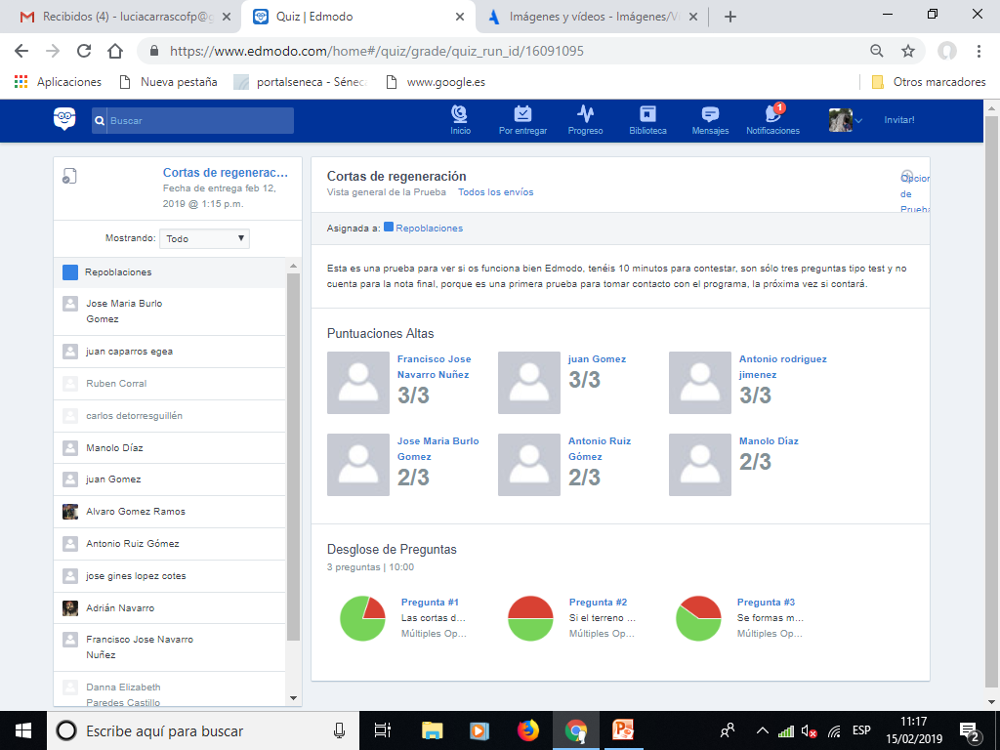 Recibidos (4) - luciacarrascofp@g
Quiz | Edmodo
Imágenes y vídeos - Imágenes/Vi
https://www.edmodo.com/home#/quiz/grade/quiz_run_id/16091095
Aplicaciones
Nueva pestaña
portalseneca - Séneca
www.google.es
Otros marcadores
Buscar
Inicio
Por entregar
Progreso
Biblioteca
Mensajes
1
Notificaciones
Invitar!
Cortas de regenerac...
Fecha de entrega feb 12,
2019 @ 1:15 p.m.
Mostrando: Todo
Repoblaciones
Jose Maria Burlo
Gomez
juan caparros egea
Ruben Corral
carlos detorresguillén
Manolo Díaz
juan Gomez
Alvaro Gomez Ramos
Antonio Ruiz Gómez
jose gines lopez cotes
Adrián Navarro
Francisco Jose Navarro
Nuñez
Danna Elizabeth
Paredes Castillo
Cortas de regeneración
Vista general de la Prueba Todos los envíos
Opcion
de
Prueba
Asignada a: Repoblaciones
Esta es una prueba para ver si os funciona bien Edmodo, tenéis 10 minutos para contestar, son sólo tres preguntas tipo test y no
cuenta para la nota final, porque es una primera prueba para tomar contacto con el programa, la próxima vez si contará.
Puntuaciones Altas
Francisco Jose
Navarro Nuñez
3/3
juan Gomez
3/3
Antonio rodriguez
jimenez
3/3
Jose Maria Burlo
Gomez
2/3
Antonio Ruiz
Gómez
2/3
Manolo Díaz
2/3
Desglose de Preguntas
3 preguntas | 10:00
Pregunta #1
Las cortas d...
Múltiples Op...
Pregunta #2
Si el terreno ...
Múltiples Op...
Pregunta #3
Se formas m...
Múltiples Op...
Escribe aquí para buscar
ESP
11:17
15/02/2019
2